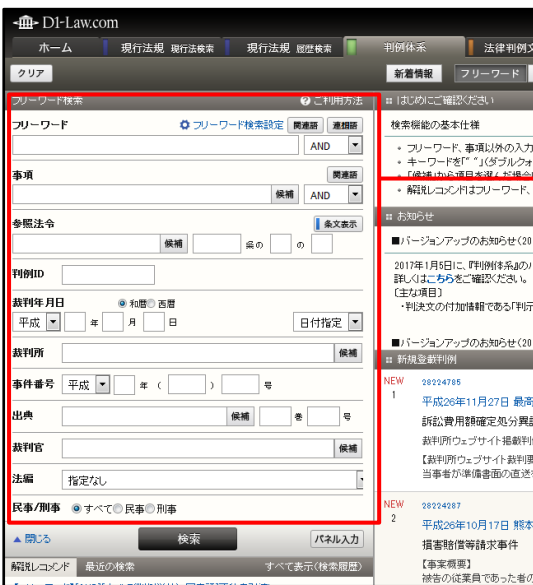 D1-Law.com
ホーム 現行法規 現行法検索 現行法規 履歴検索 判例体系 法律判例文
クリア 新着情報 フリーワード
フリーワード検索 ? ご利用方法
フリーワード フリーワード検索設定 関連語 連想語
AND
事項 関連語
候補 AND
参照法令 条文表示
候補 条の の
判例ID
裁判年月日 和暦 西暦
平成 年 月 日 日付指定
裁判所 候補
事件番号 平成 年 ( ) 号
出典 候補 巻 号
裁判官 候補
法編 指定なし
民事/刑事 すべて 民事 刑事
▲ 閉じる 検索 パネル入力
解説レコメンド 最近の検索 すべて表示(検索履歴)
はじめにご確認ください
検索機能の基本仕様
フリーワード、事項以外の入力
キーワードを" "(ダブルクォ
解説レコメンドはフリーワード、
お知らせ
■バージョンアップのお知らせ(20
2017年1月5日に、『判例体系』の
詳しくはこちらをご確認ください。
〔主な項目〕
・判決文の付加情報である「判示
■バージョンアップのお知らせ(20
新規登載判例
NEW 28224785
1 平成26年11月27日 最高
訴訟費用額確定処分異議
裁判所ウェブサイト掲載判例
【裁判所ウェブサイト裁判要
当事者が準備書面の直送
NEW 28224287
2 平成26年10月17日 熊本
損害賠償等請求事件
【事案概要】
被告の従業員であった者の